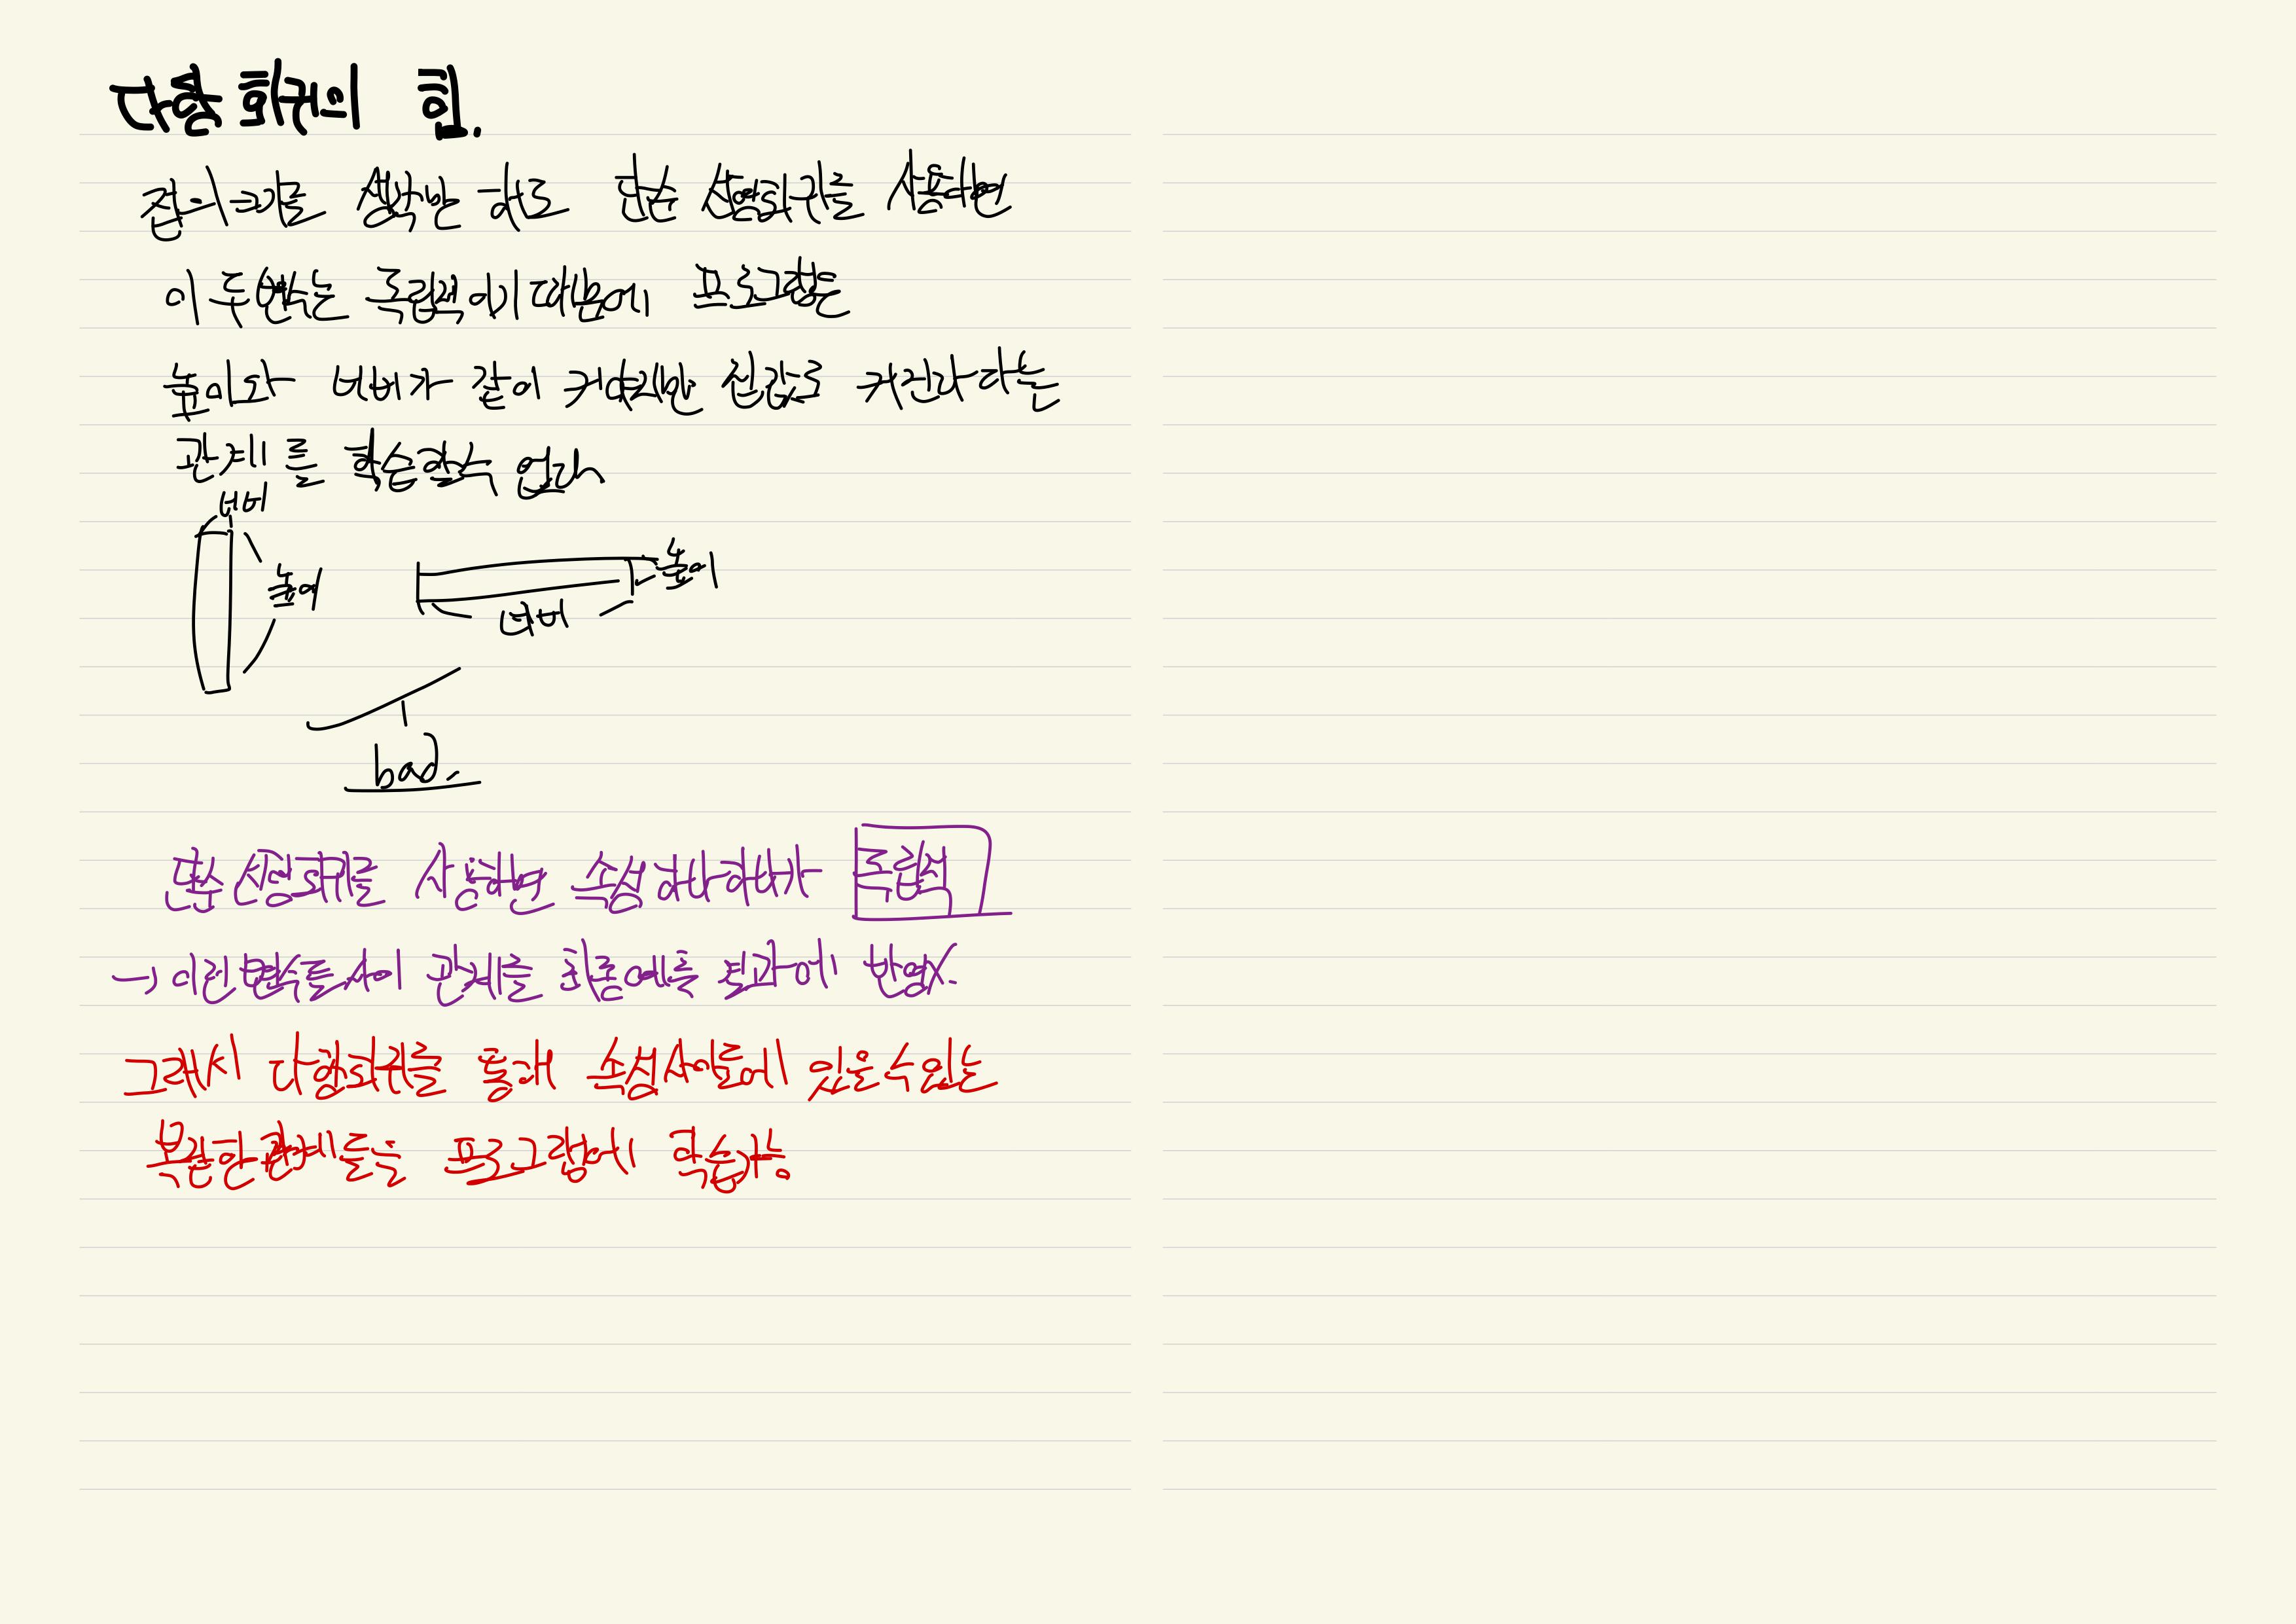 다항 회귀의 힘.
집의 크기를 생각만 해도 단순 선형회귀를 사용하면
이 두변수는 독립적이기 때문에 프로그램은
높이와 너비가 같이 커야지만 집값도 커진다 라는
관계를 학습할수 없다
너비
높이
높이
너비
bad.
단순 선형회귀를 사용하면 속성 하나하나가 독립적
→ 이런 변수들사이 관계를 최종예측 결과에 반영X.
그래서 다항회귀를 통해 속성사이들에 있을수있는
복잡한관계들을 프로그램에 학습가능